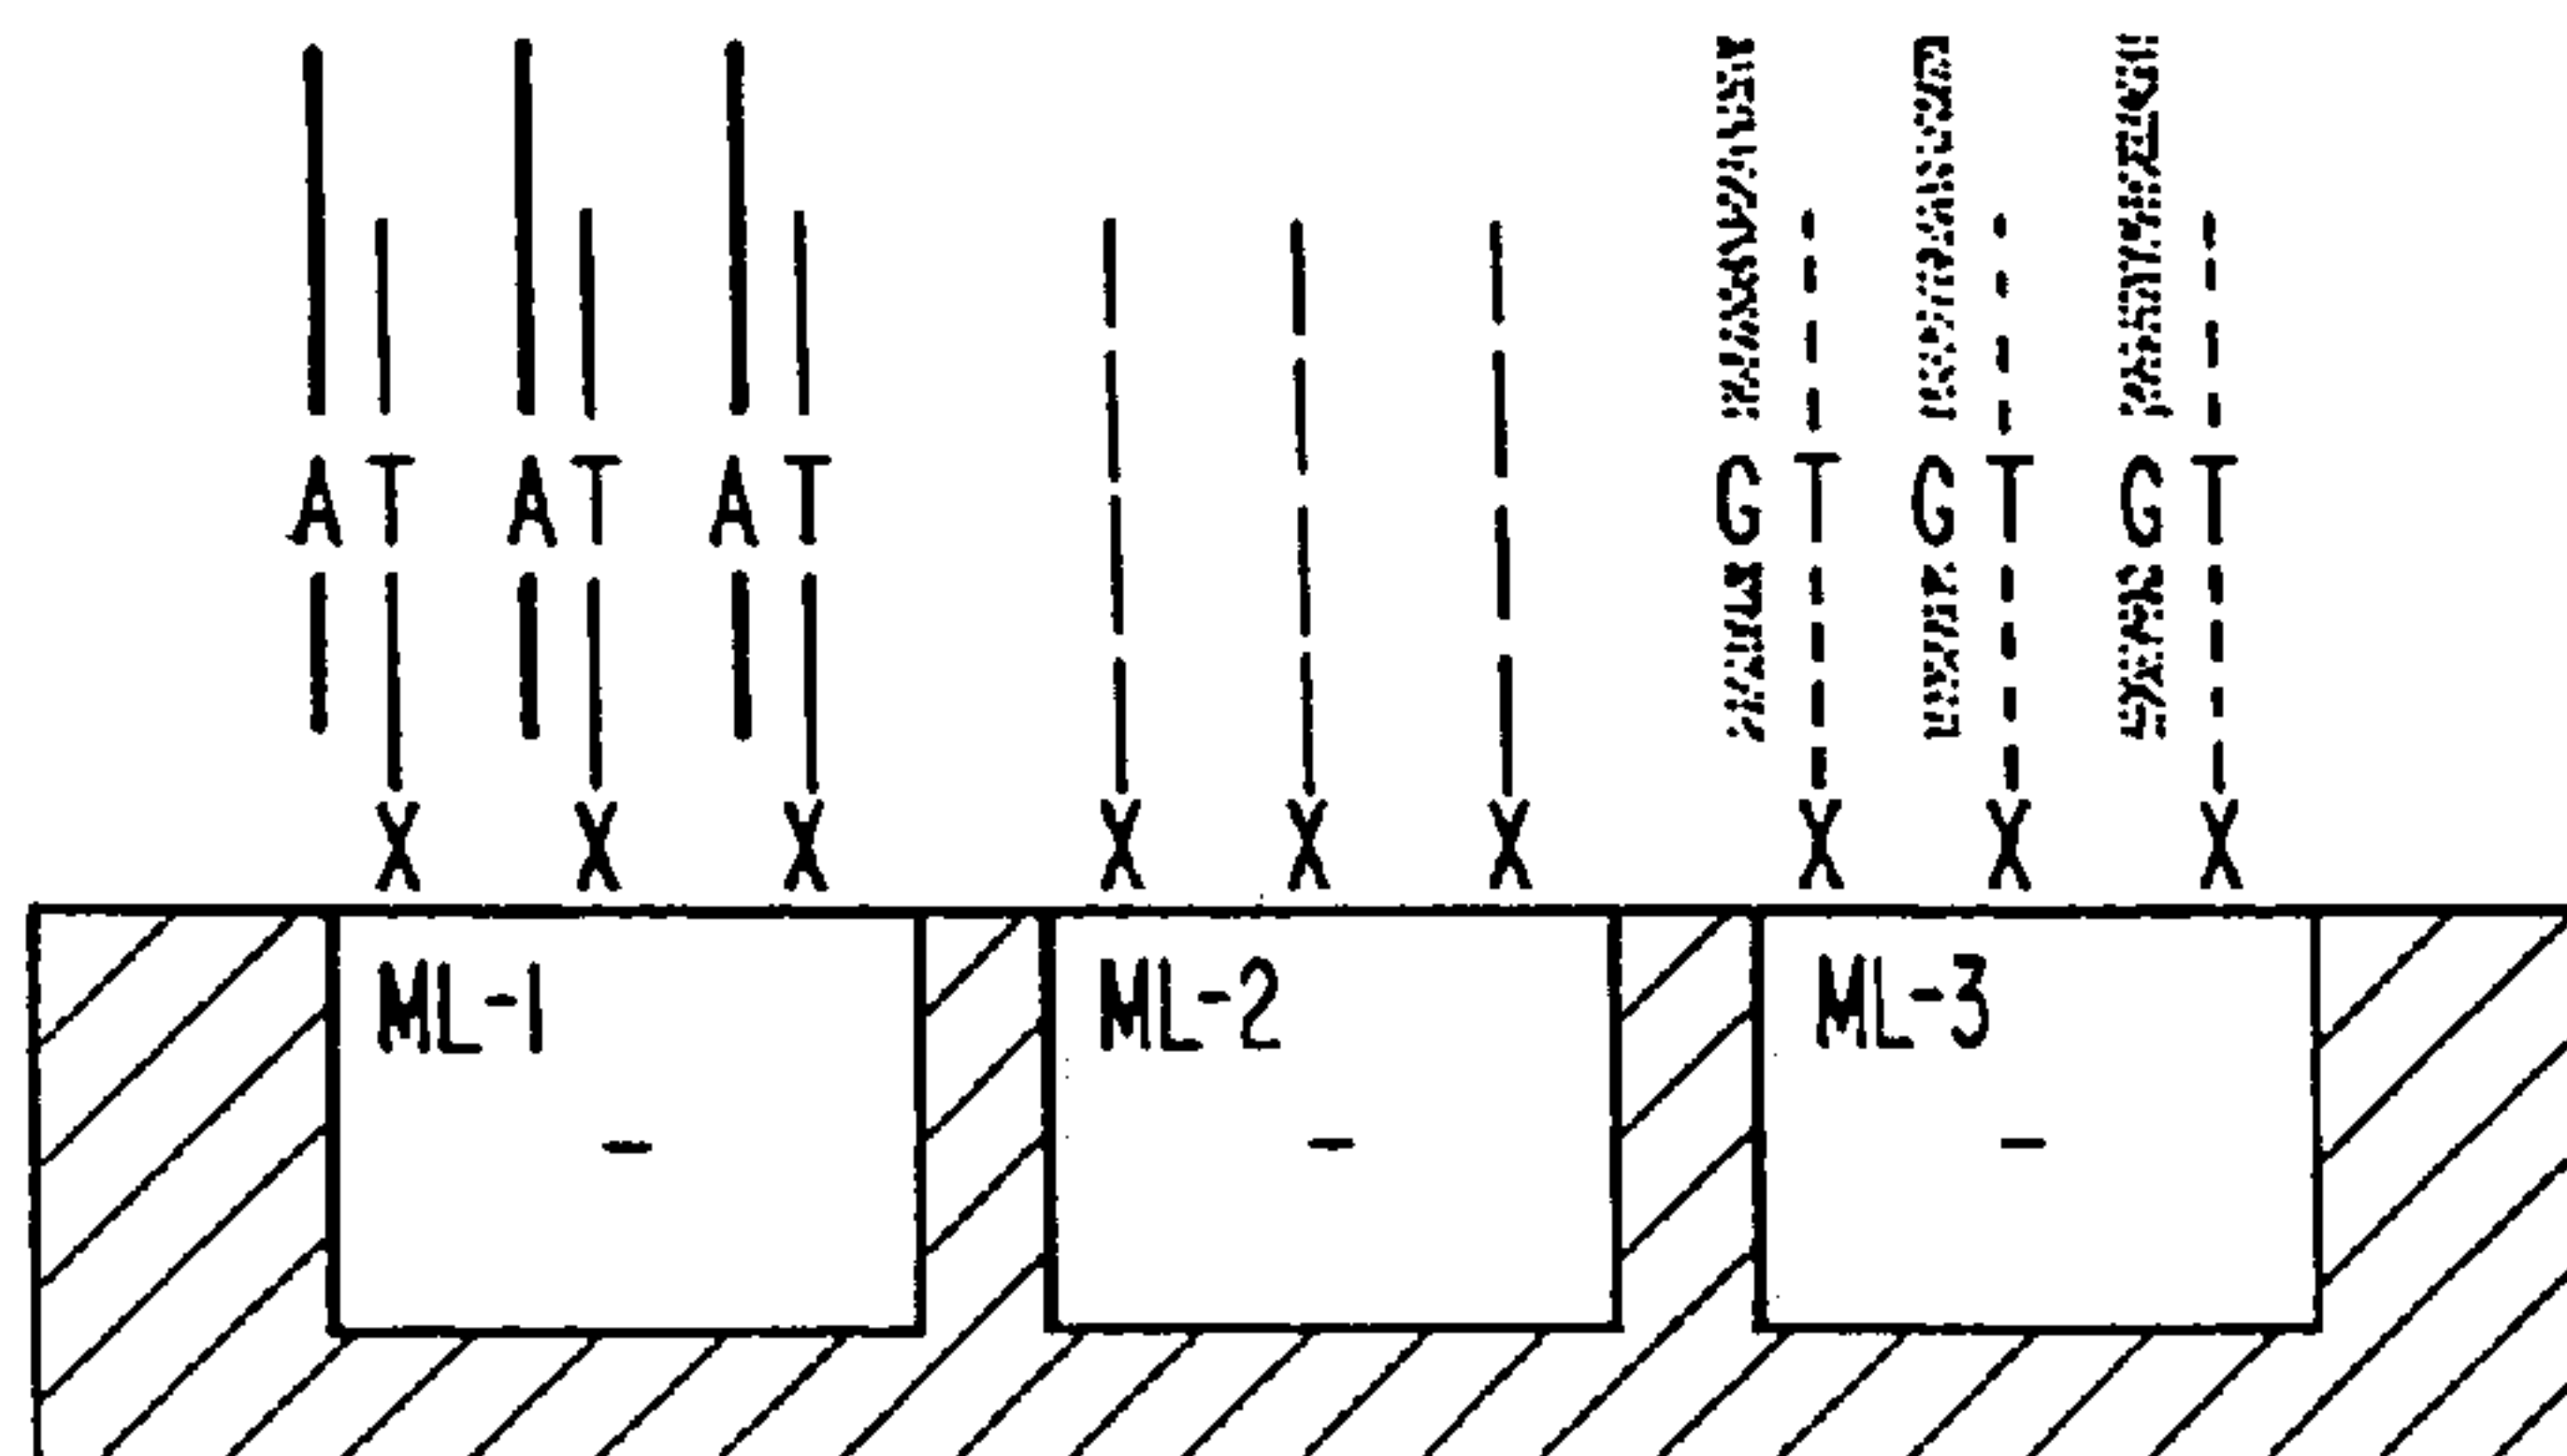 A T A T A T G T G T G T
X X X X X X X X X
ML-1 ML-2 ML-3
- - -